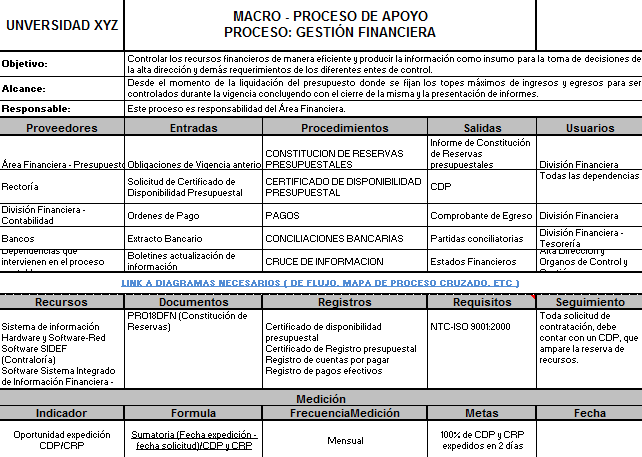 UNVERSIDAD XYZ
MACRO - PROCESO DE APOYO
PROCESO: GESTIÓN FINANCIERA
Objetivo:
Controlar los recursos financieros de manera eficiente y producir la información como insumo para la toma de decisiones de
la alta dirección y demás requerimientos de los diferentes entes de control.
Alcance:
Desde el momento de la liquidación del presupuesto donde se fijan los topes máximos de ingresos y egresos para ser
controlados durante la vigencia concluyendo con el cierre de la misma y la presentación de informes.
Responsable:
Este proceso es responsabilidad del Área Financiera.
Proveedores Entradas Procedimientos Salidas Usuarios
Área Financiera - Presupuesto
Obligaciones de Vigencia anterio
CONSTITUCION DE RESERVAS
PRESUPUESTALES
Informe de Constitución
de Reservas
presupuestales
División Financiera
Rectoría
Solicitud de Certificado de
Disponibilidad Presupuestal
CERTIFICADO DE DISPONIBILIDAD
PRESUPUESTAL
CDP
Todas las dependencias
División Financiera -
Contabilidad
Ordenes de Pago
PAGOS
Comprobante de Egreso
División Financiera
Bancos
Extracto Bancario
CONCILIACIONES BANCARIAS
Partidas conciliatorias
División Financiera -
Tesorería
Dependencias que
intervienen en el proceso
Boletines actualización de
información
CRUCE DE INFORMACION
Estados Financieros
Alta Dirección y
Organos de Control y
LINK A DIAGRAMAS NECESARIOS ( DE FLUJO, MAPA DE PROCESO CRUZADO, ETC )
Recursos Documentos Registros Requisitos Seguimiento
Sistema de información
Hardware y Software-Red
Software SIDEF
(Contraloría)
Software Sistema Integrado
de Información Financiera -
PRO18DFN (Constitución de
Reservas)
Certificado de disponibilidad
presupuestal
Certificado de Registro presupuestal
Registro de cuentas por pagar
Registro de pagos efectivos
NTC-ISO 9001:2000
Toda solicitud de
contratación, debe
contar con un CDP, que
ampare la reserva de
recursos.
Medición
Indicador Formula FrecuenciaMedición Metas Fecha
Oportunidad expedición
CDP/CRP
Sumatoria (Fecha expedición -
fecha solicitud)/CDP y CRP
Mensual
100% de CDP y CRP
expedidos en 2 días